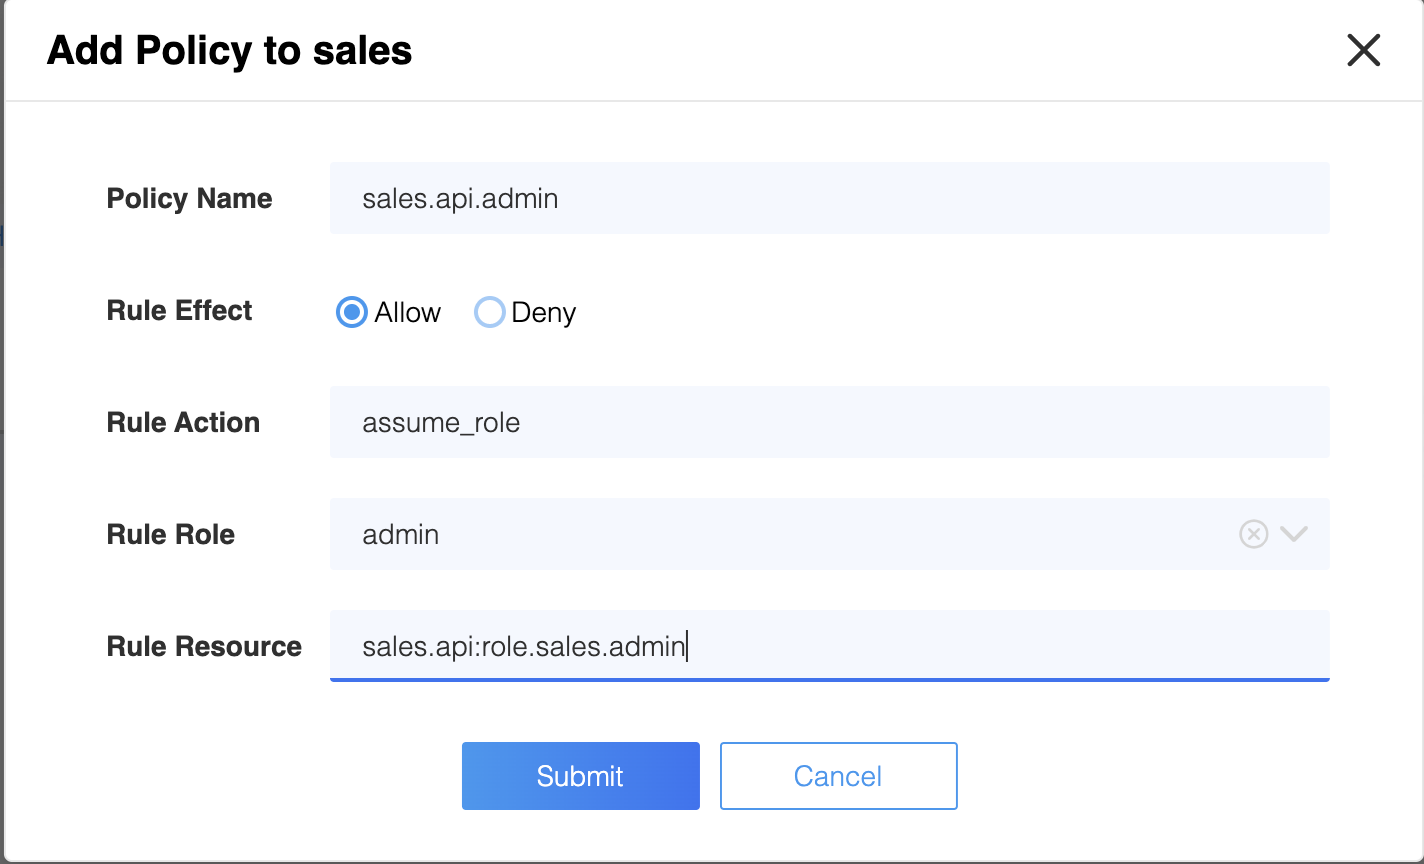 Add Policy to sales
Policy Name sales.api.admin
Rule Effect Allow Deny
Rule Action assume_role
Rule Role admin
Rule Resource sales.api:role.sales.admin
Submit Cancel